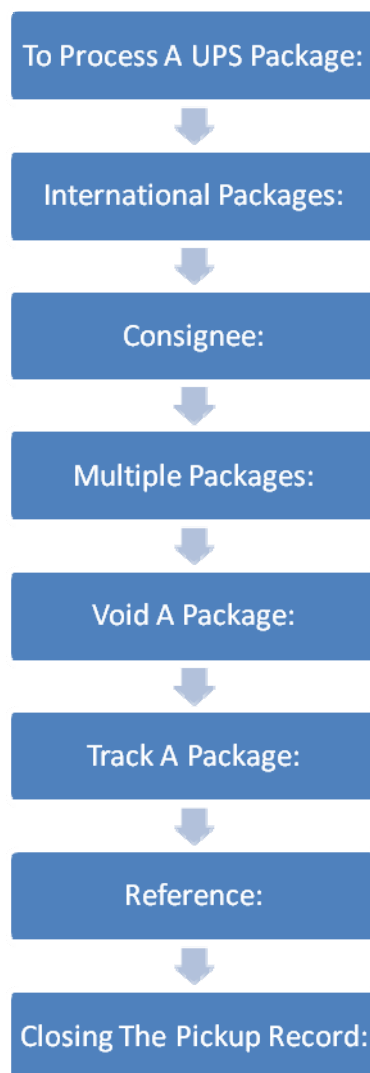 To Process A UPS Package:
International Packages:
Consignee:
Multiple Packages:
Void A Package:
Track A Package:
Reference:
Closing The Pickup Record: